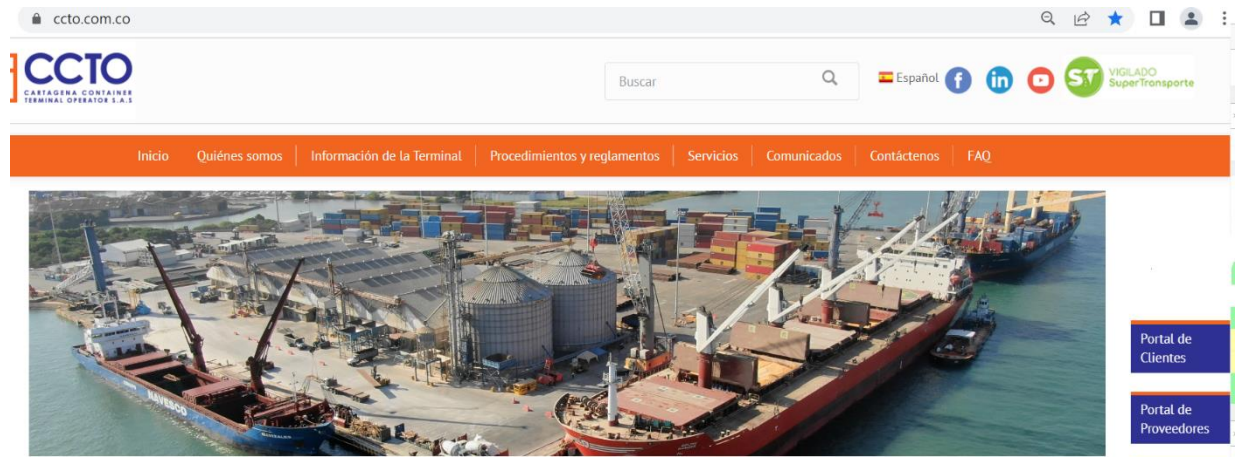 ccto.com.co
CCTO
CARTAGENA CONTAINER
TERMINAL OPERATOR S.A.S
Buscar
Español
VIGILADO
SuperTransporte
Inicio
Quiénes somos
Información de la Terminal
Procedimientos y reglamentos
Servicios
Comunicados
Contáctenos
FAQ
NAVESCO
Portal de
Clientes
Portal de
Proveedores